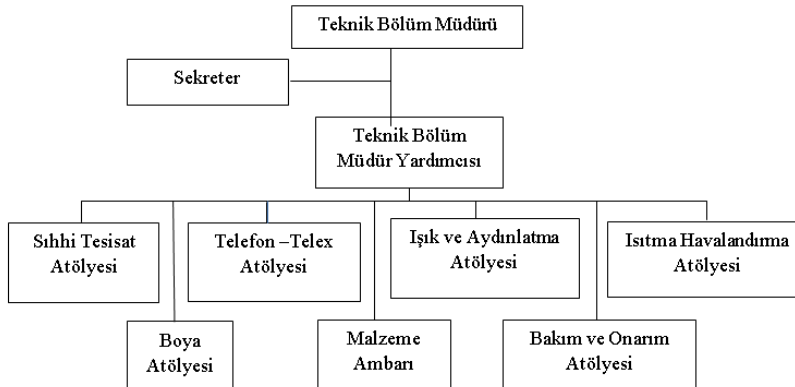 Teknik Bölüm Müdürü
Sekreter
Teknik Bölüm
Müdür Yardımcısı
Sıhhi Tesisat
Atölyesi
Telefon –Telex
Atölyesi
Işık ve Aydınlatma
Atölyesi
Isıtma Havalandırma
Atölyesi
Boya
Atölyesi
Malzeme
Ambarı
Bakım ve Onarım
Atölyesi